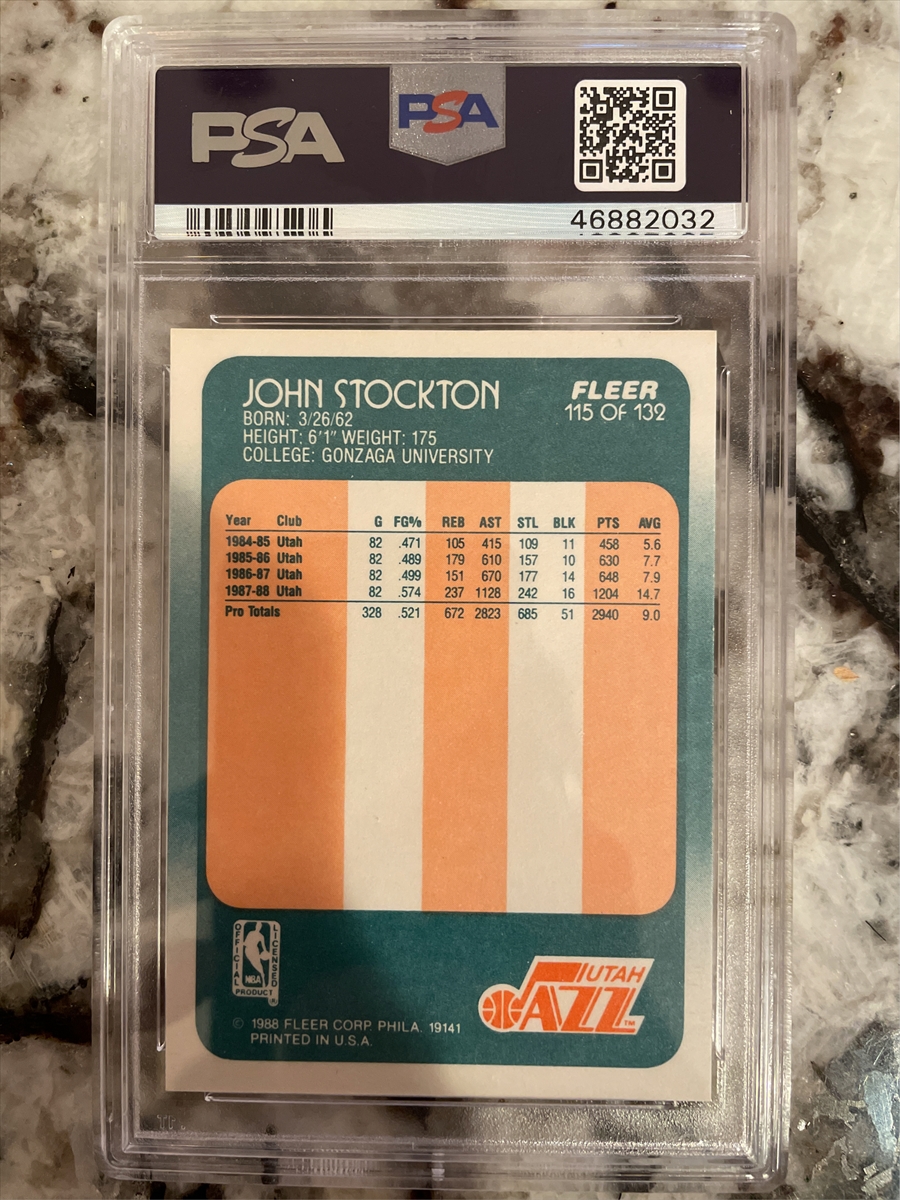 PSA
PSA
46882032
JOHN STOCKTON
BORN: 3/26/62
HEIGHT: 6'1" WEIGHT: 175
COLLEGE: GONZAGA UNIVERSITY
FLEER
115 OF 132
Year Club G FG% REB AST STL BLK PTS AVG
1984-85 Utah 82 .471 105 415 109 11 458 5.6
1985-86 Utah 82 .489 179 610 157 10 630 7.7
1986-87 Utah 82 .499 151 670 177 14 648 7.9
1987-88 Utah 82 .574 237 1128 242 16 1204 14.7
Pro Totals 328 .521 672 2823 685 51 2940 9.0
OFFICIAL
LICENSED
NBA
PRODUCT ®
UTAH
JAZZ™
© 1988 FLEER CORP. PHILA. 19141
PRINTED IN U.S.A.